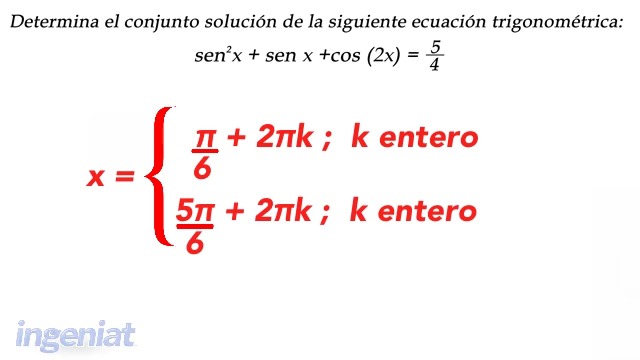 Determina el conjunto solución de la siguiente ecuación trigonométrica:
sen²x + sen x +cos (2x) = 5/4
x = { π/6 + 2πk ; k entero
5π/6 + 2πk ; k entero
ingeniat